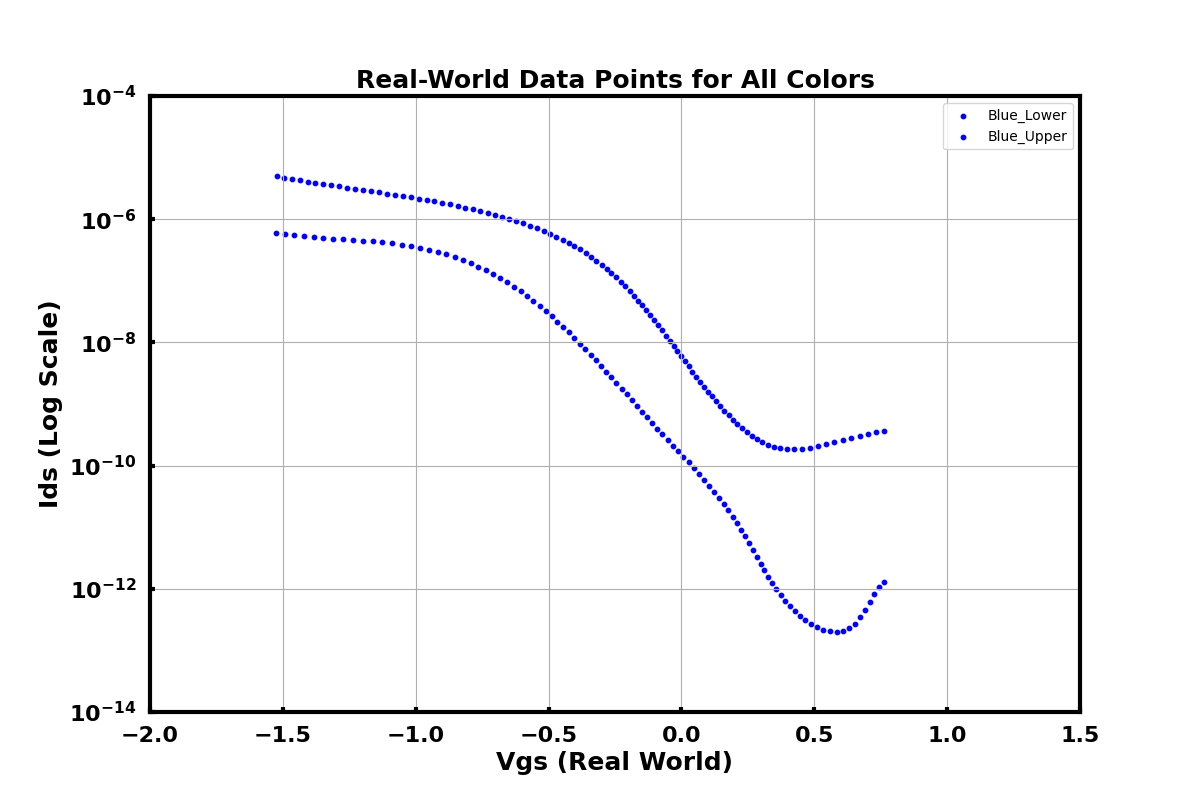 Real-World Data Points for All Colors
Blue_Lower
Blue_Upper
Ids (Log Scale)
10⁻⁴
10⁻⁶
10⁻⁸
10⁻¹⁰
10⁻¹²
10⁻¹⁴
−2.0 −1.5 −1.0 −0.5 0.0 0.5 1.0 1.5
Vgs (Real World)